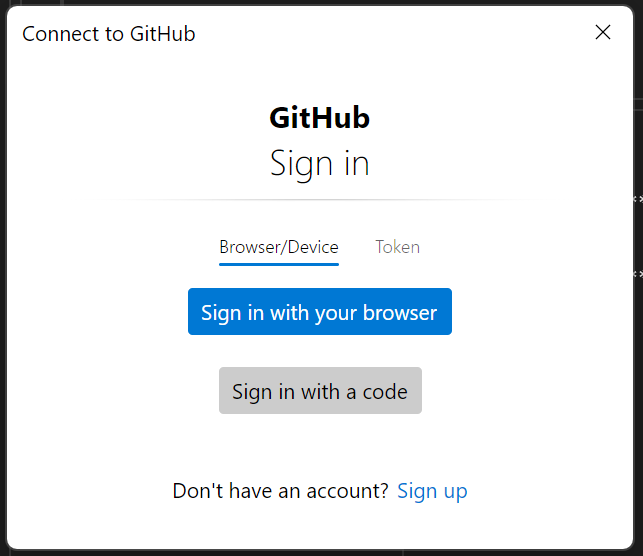 Connect to GitHub
GitHub
Sign in
Browser/Device Token
Sign in with your browser
Sign in with a code
Don't have an account? Sign up